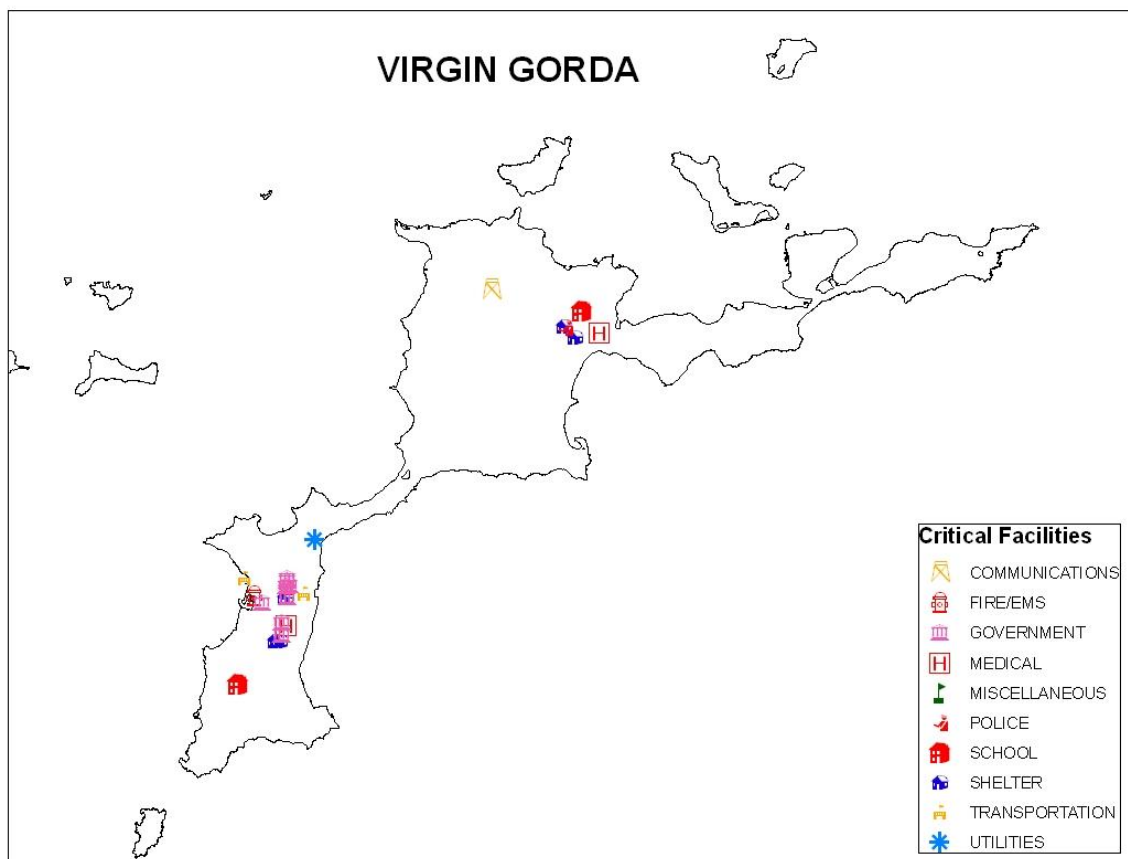 VIRGIN GORDA
Critical Facilities
COMMUNICATIONS
FIRE/EMS
GOVERNMENT
H MEDICAL
MISCELLANEOUS
POLICE
SCHOOL
SHELTER
TRANSPORTATION
UTILITIES
H
H